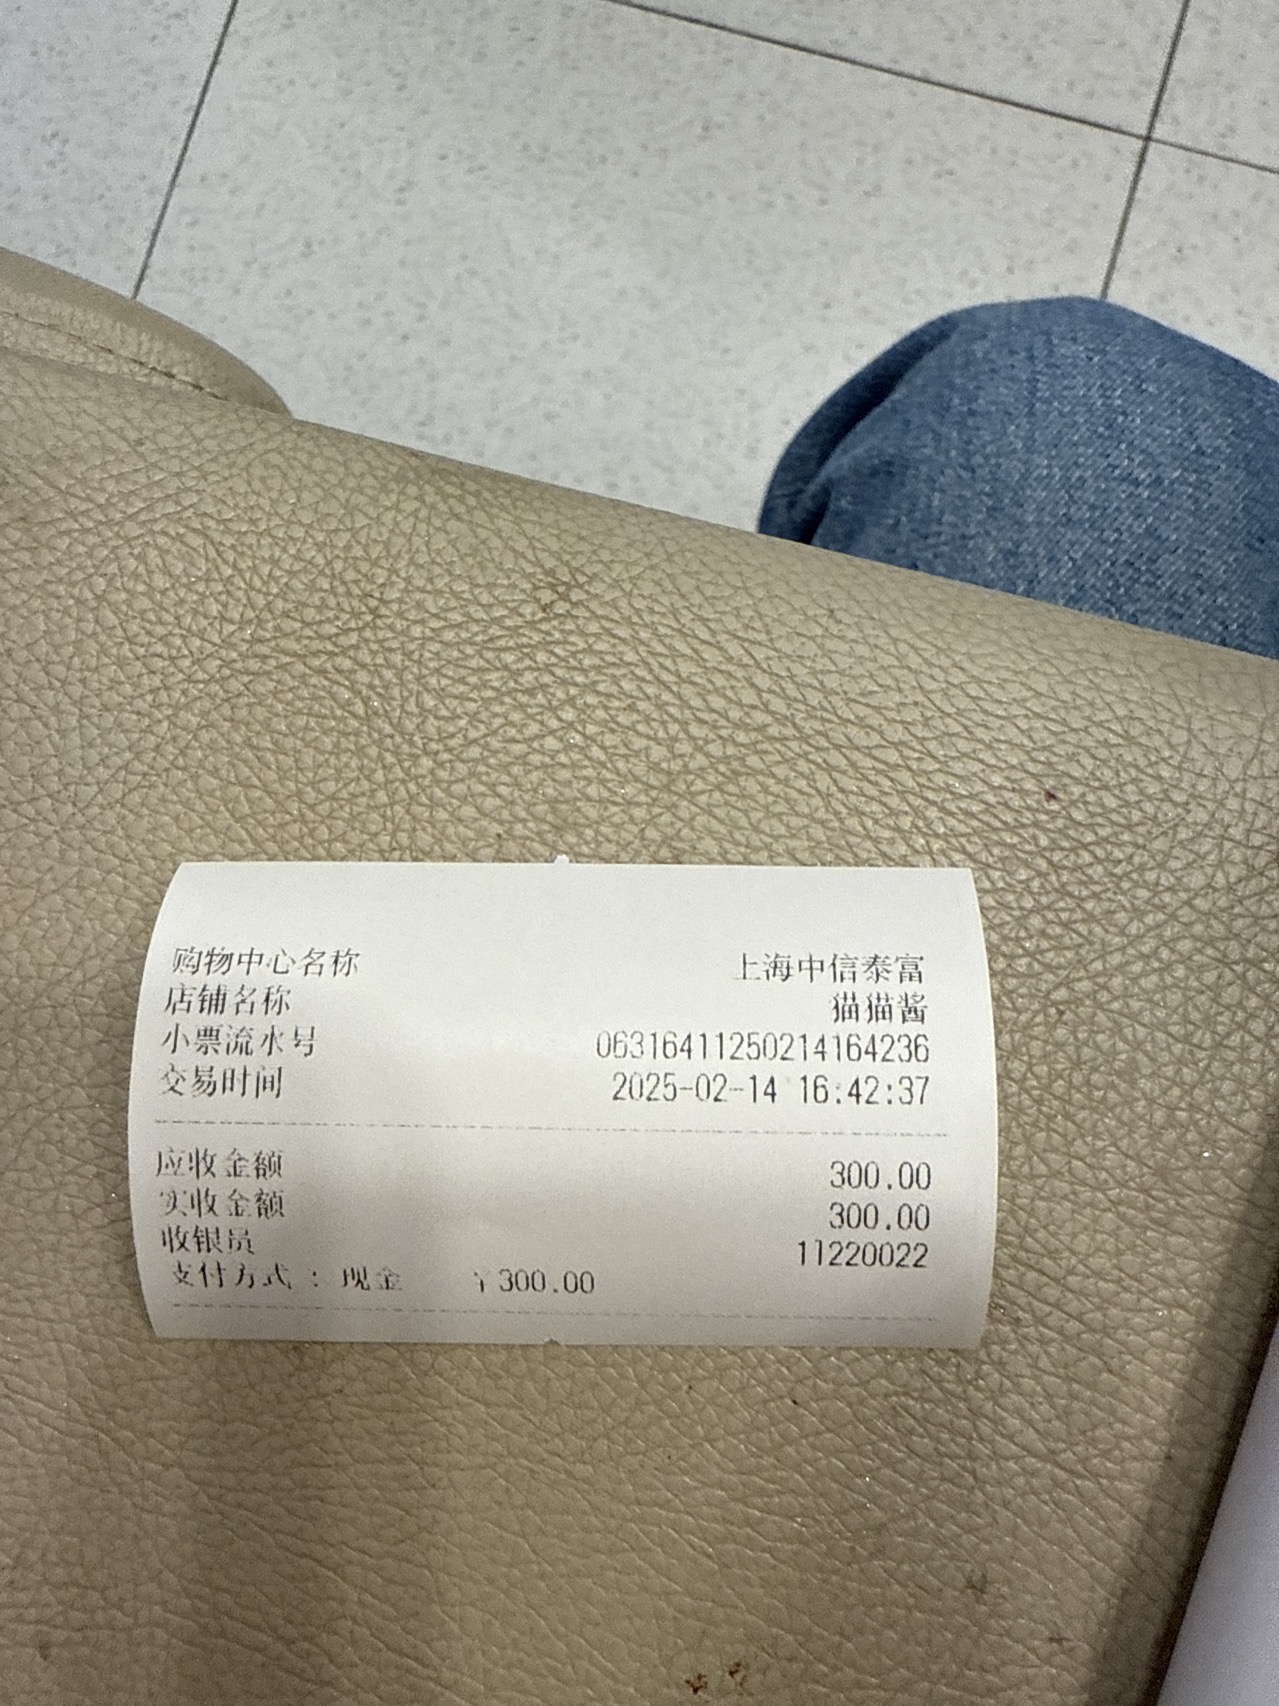 购物中心名称 上海中信泰富
店铺名称 猫猫酱
小票流水号 06316411250214164236
交易时间 2025-02-14 16:42:37
应收金额 300.00
实收金额 300.00
收银员 11220022
支付方式 : 现金 ¥300.00